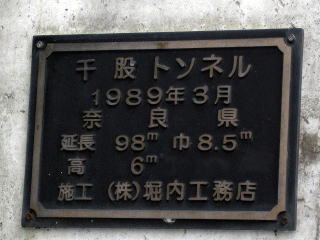 千股トンネル
1989年3月
奈良県
延長 98m 巾8.5m
高 6m
施工 (株)堀内工務店